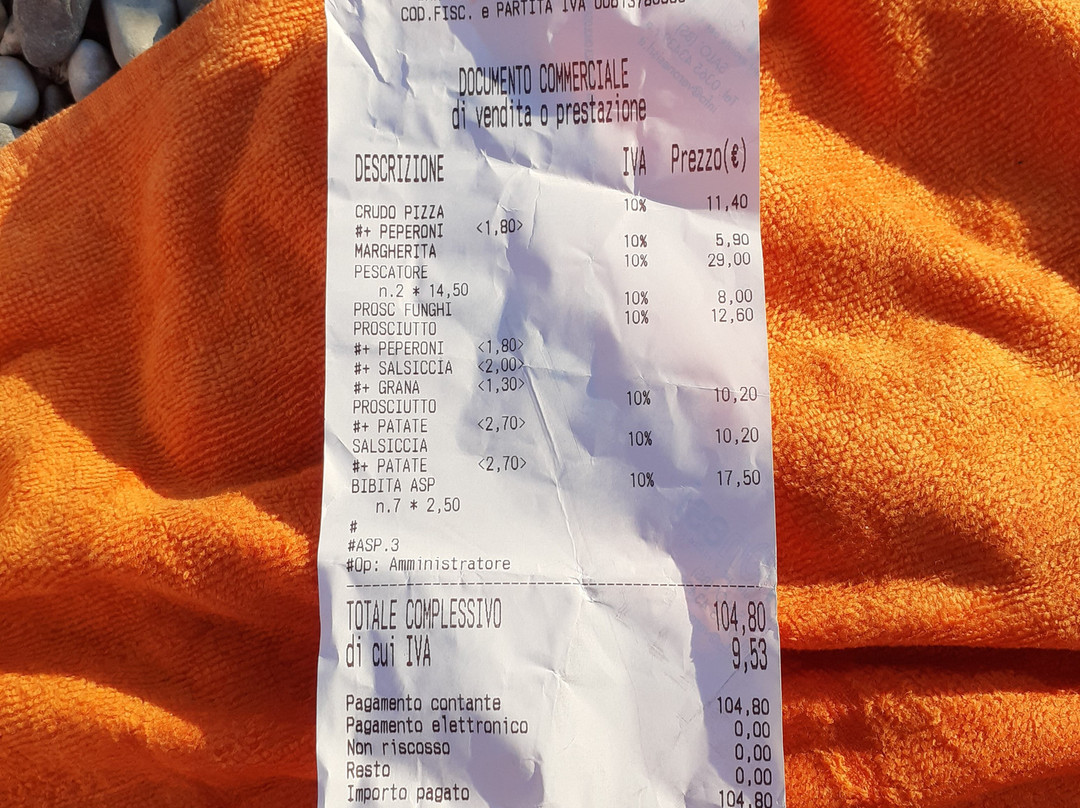 COD.FISC. e PARTITA IVA
DOCUMENTO COMMERCIALE
di vendita o prestazione
DESCRIZIONE IVA Prezzo(€)
CRUDO PIZZA 10% 11,40
#+ PEPERONI <1,80>
MARGHERITA 10% 5,90
PESCATORE 10% 29,00
n.2 * 14,50
PROSC FUNGHI 10% 8,00
PROSCIUTTO 10% 12,60
#+ PEPERONI <1,80>
#+ SALSICCIA <2,00>
#+ GRANA <1,30>
PROSCIUTTO 10% 10,20
#+ PATATE <2,70>
SALSICCIA 10% 10,20
#+ PATATE <2,70>
BIBITA ASP 10% 17,50
n.7 * 2,50
#
#ASP.3
#Op: Amministratore
TOTALE COMPLESSIVO 104,80
di cui IVA 9,53
Pagamento contante 104,80
Pagamento elettronico 0,00
Non riscosso 0,00
Resto 0,00
Importo pagato 104,80